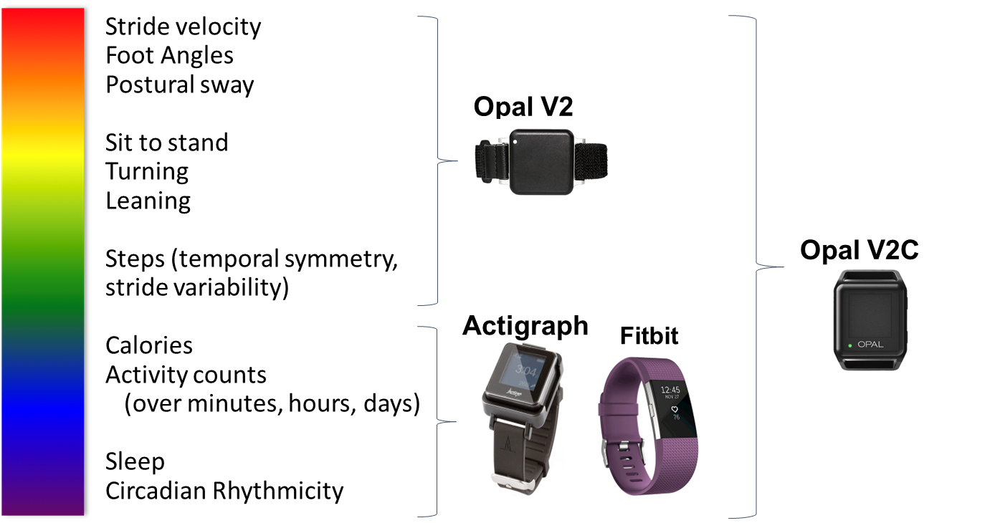 Stride velocity
Foot Angles
Postural sway
Sit to stand
Turning
Leaning
Steps (temporal symmetry,
stride variability)
Calories
Activity counts
(over minutes, hours, days)
Sleep
Circadian Rhythmicity
Opal V2
Actigraph
3:04
Fitbit
12:45
NOV 27
76
Opal V2C
OPAL